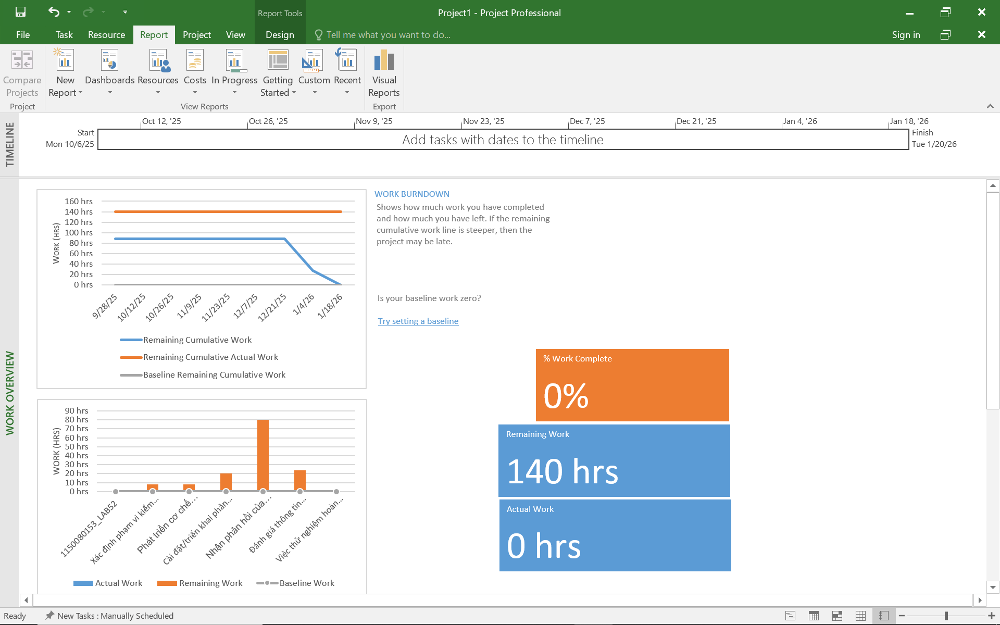 Report Tools
Project1 - Project Professional
File
Task
Resource
Report
Project
View
Design
Tell me what you want to do...
Sign in
Compare Projects
New Report
Dashboards
Resources
Costs
In Progress
Getting Started
Custom
Recent
Visual Reports
Project
View Reports
Export
TIMELINE
Oct 12, '25
Oct 26, '25
Nov 9, '25
Nov 23, '25
Dec 7, '25
Dec 21, '25
Jan 4, '26
Jan 18, '26
Start
Mon 10/6/25
Add tasks with dates to the timeline
Finish
Tue 1/20/26
WORK OVERVIEW
WORK (HRS)
160 hrs
140 hrs
120 hrs
100 hrs
80 hrs
60 hrs
40 hrs
20 hrs
0 hrs
9/28/25
10/12/25
10/26/25
11/9/25
11/23/25
12/7/25
12/21/25
1/4/26
1/18/26
Remaining Cumulative Work
Remaining Cumulative Actual Work
Baseline Remaining Cumulative Work
WORK BURNDOWN
Shows how much work you have completed
and how much you have left. If the remaining
cumulative work line is steeper, then the
project may be late.
Is your baseline work zero?
Try setting a baseline
% Work Complete
0%
Remaining Work
140 hrs
Actual Work
0 hrs
WORK (HRS)
90 hrs
80 hrs
70 hrs
60 hrs
50 hrs
40 hrs
30 hrs
20 hrs
10 hrs
0 hrs
1150080153_LAB52
Xác định phạm vi kiểm...
Phát triển cơ chế...
Cài đặt/triển khai phân...
Nhận phản hồi của...
Đánh giá thông tin...
Việc thử nghiệm hoàn...
Actual Work
Remaining Work
Baseline Work
Ready
New Tasks : Manually Scheduled